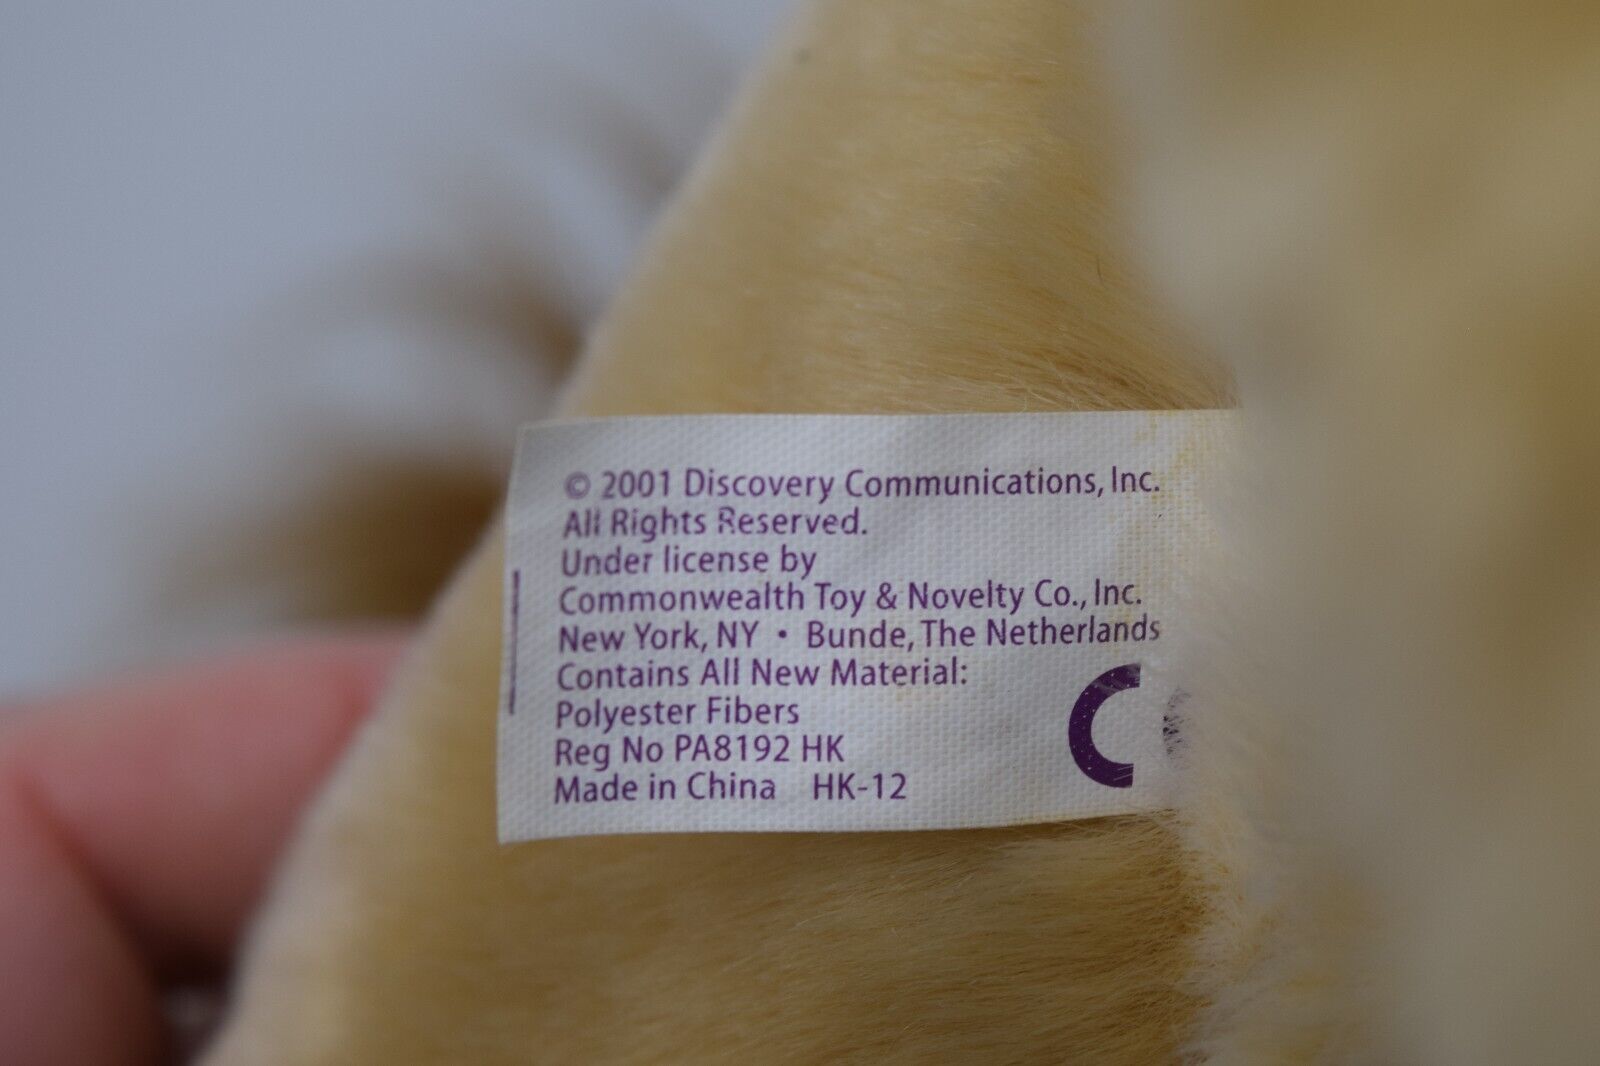 © 2001 Discovery Communications, Inc.
All Rights Reserved.
Under license by
Commonwealth Toy & Novelty Co., Inc.
New York, NY • Bunde, The Netherlands
Contains All New Material:
Polyester Fibers
Reg No PA8192 HK
Made in China HK-12
CE